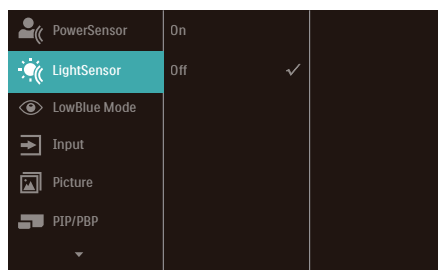 PowerSensor
On
LightSensor
Off
LowBlue Mode
Input
Picture
PIP/PBP